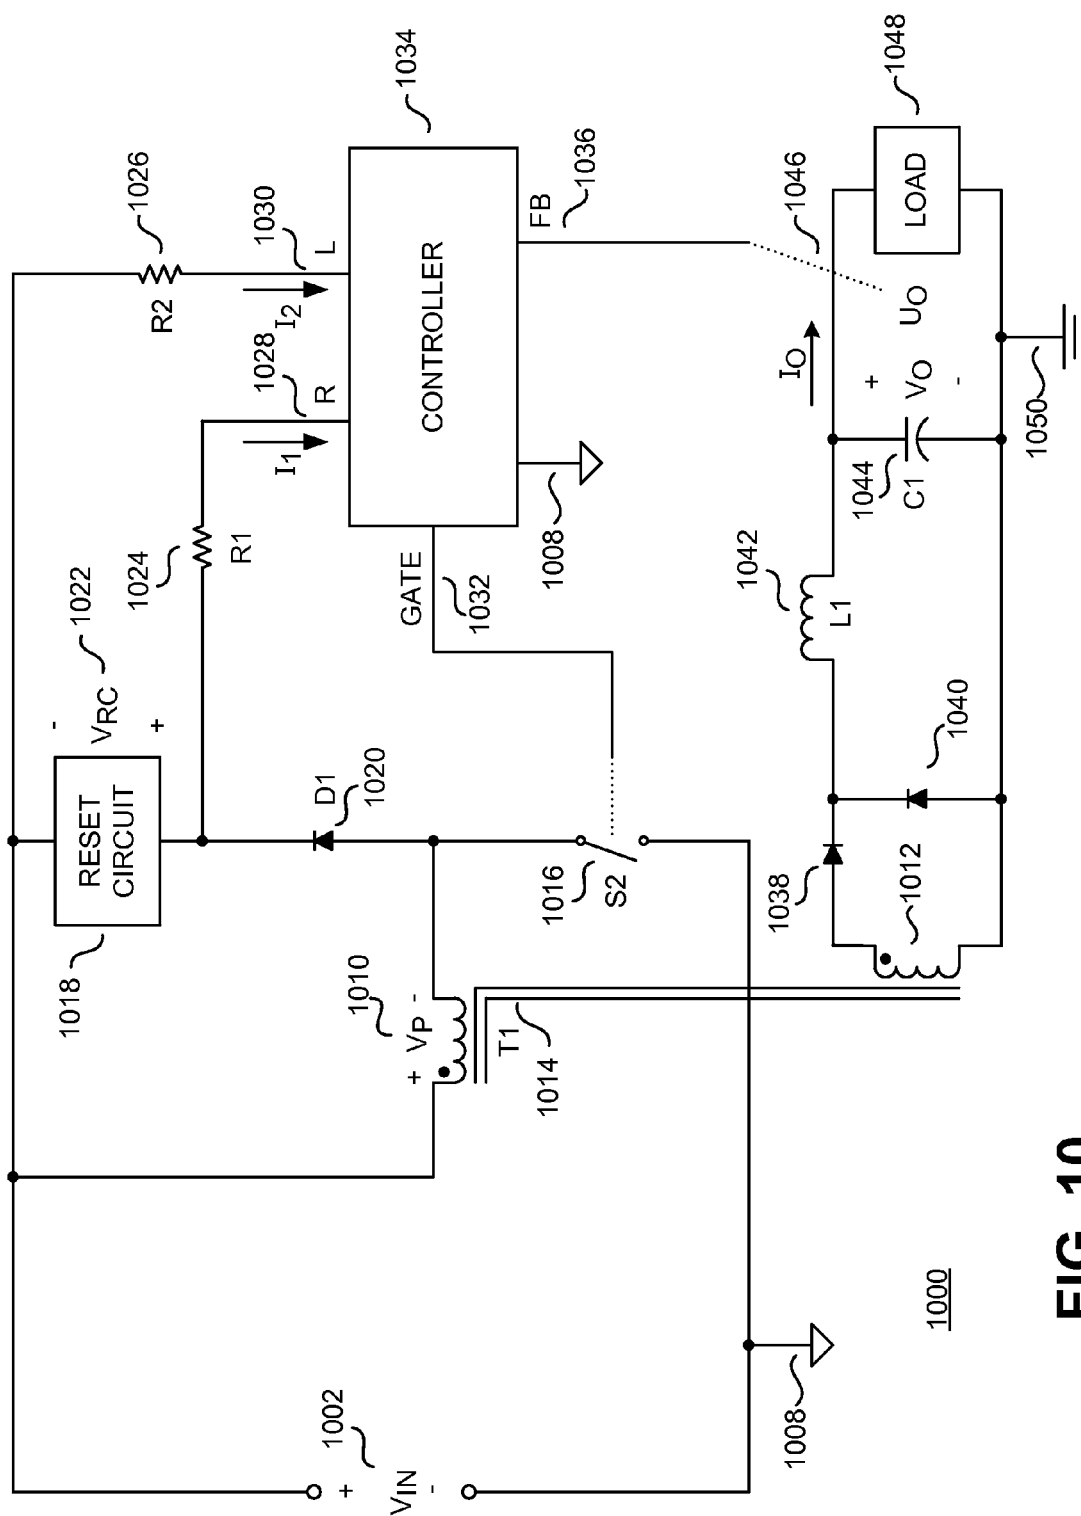 1002
+
VIN
-
1008
1018
RESET
CIRCUIT
-
VRC
+
1022
1024
R1
1026
R2
1030
L
I2
1028
R
I1
1034
CONTROLLER
GATE
1032
1008
FB
1036
D1
1020
1010
+ VP -
T1
1014
1016
S2
1038
1012
1040
1042
L1
1044
C1
IO
+
VO
-
UO
1046
1048
LOAD
1050
1000
FIG. 10